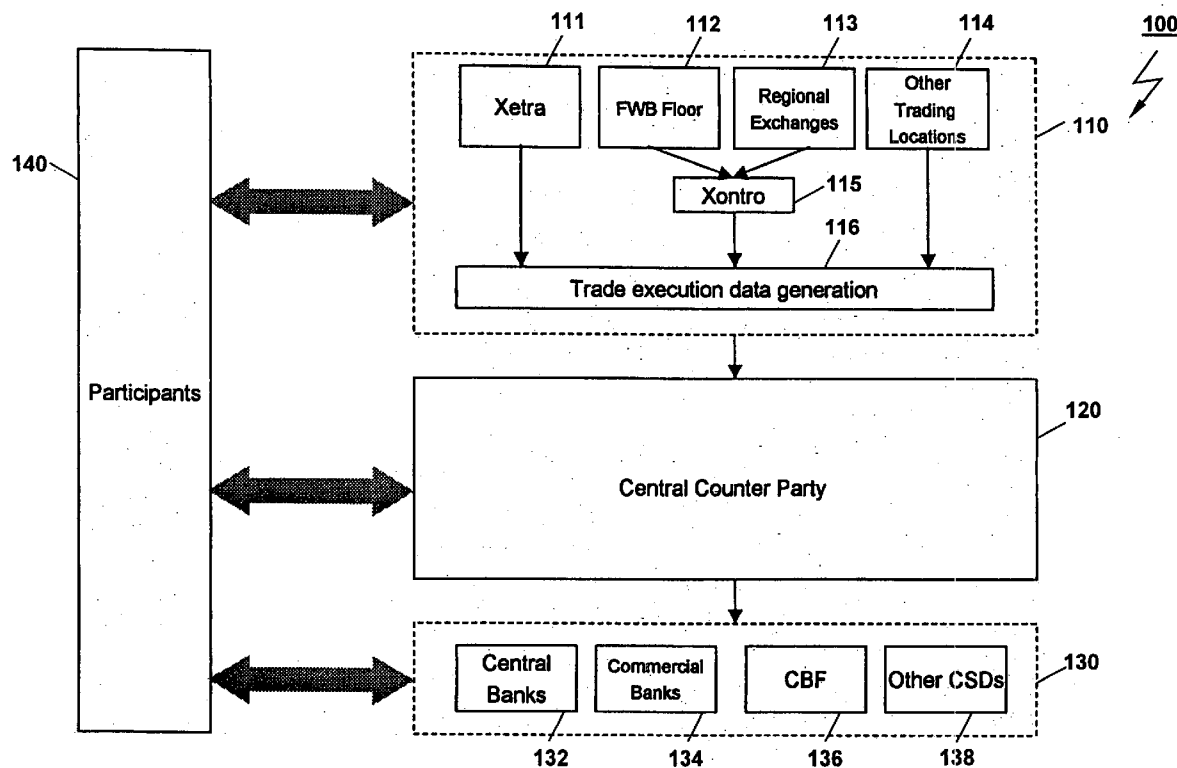 100
111
112
113
114
Xetra
FWB Floor
Regional
Exchanges
Other
Trading
Locations
110
140
Xontro
115
116
Trade execution data generation
Participants
120
Central Counter Party
Central
Banks
Commercial
Banks
CBF
Other CSDs
130
132
134
136
138